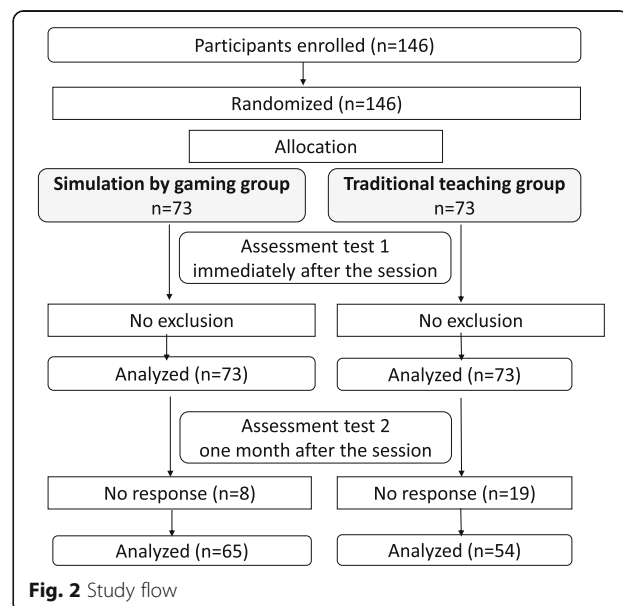 Participants enrolled (n=146)
Randomized (n=146)
Allocation
Simulation by gaming group
n=73
Traditional teaching group
n=73
Assessment test 1
immediately after the session
No exclusion
No exclusion
Analyzed (n=73)
Analyzed (n=73)
Assessment test 2
one month after the session
No response (n=8)
No response (n=19)
Analyzed (n=65)
Analyzed (n=54)
Fig. 2 Study flow